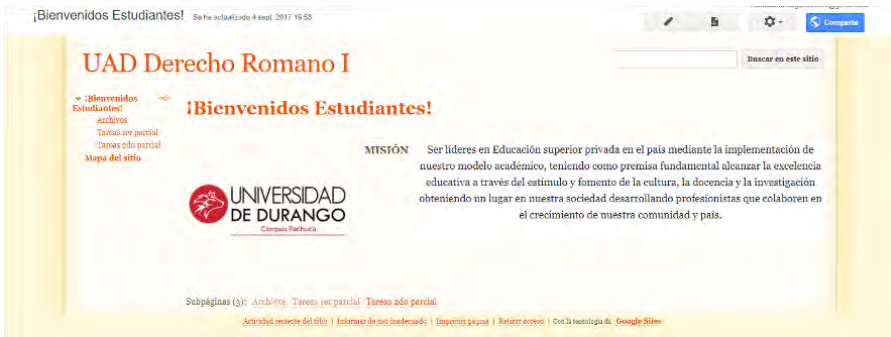 ¡Bienvenidos Estudiantes! Se ha actualizado 4 sept. 2017 19:53
Comparte
UAD Derecho Romano I
Buscar en este sitio
¡Bienvenidos
Estudiantes!
Archivos
Tareas 1er parcial
Tareas 2do parcial
Mapa del sitio
¡Bienvenidos Estudiantes!
MISIÓN Ser líderes en Educación superior privada en el país mediante la implementación de
nuestro modelo académico, teniendo como premisa fundamental alcanzar la excelencia
educativa a través del estímulo y fomento de la cultura, la docencia y la investigación
obteniendo un lugar en nuestra sociedad desarrollando profesionistas que colaboren en
el crecimiento de nuestra comunidad y país.
UNIVERSIDAD
DE DURANGO
Campus Pachuca
Subpáginas (3): Archivos Tareas 1er parcial Tareas 2do parcial
Actividad reciente del sitio | Informar de uso inadecuado | Imprimir página | Retirar acceso | Con la tecnología de Google Sites